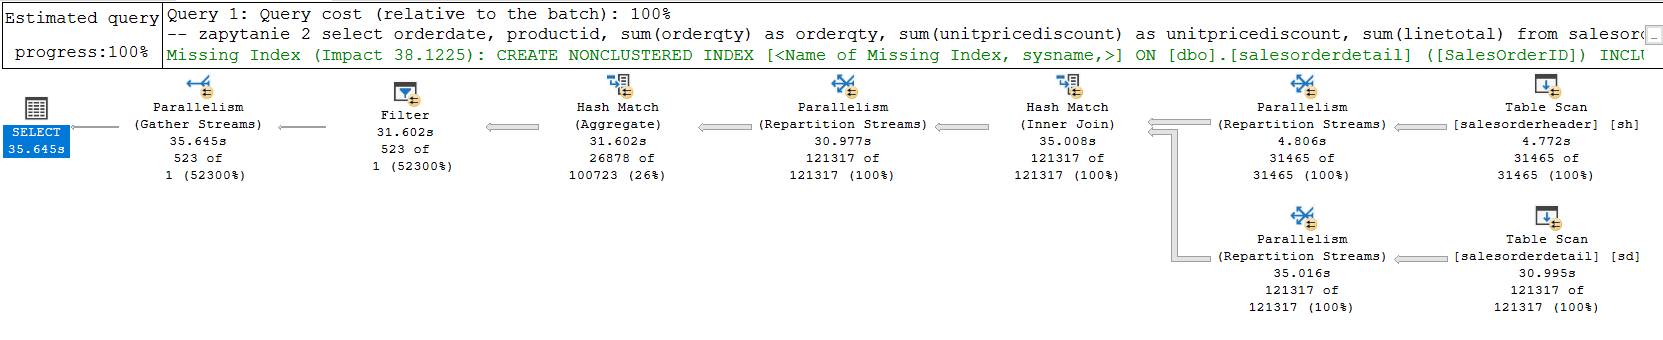 Estimated query
progress:100%
Query 1: Query cost (relative to the batch): 100%
-- zapytanie 2 select orderdate, productid, sum(orderqty) as orderqty, sum(unitpricediscount) as unitpricediscount, sum(linetotal) from salesor
Missing Index (Impact 38.1225): CREATE NONCLUSTERED INDEX [<Name of Missing Index, sysname,>] ON [dbo].[salesorderdetail] ([SalesOrderID]) INCLU
SELECT
35.645s
Parallelism
(Gather Streams)
35.645s
523 of
1 (52300%)
Filter
31.602s
523 of
1 (52300%)
Hash Match
(Aggregate)
31.602s
26878 of
100723 (26%)
Parallelism
(Repartition Streams)
30.977s
121317 of
121317 (100%)
Hash Match
(Inner Join)
35.008s
121317 of
121317 (100%)
Parallelism
(Repartition Streams)
4.806s
31465 of
31465 (100%)
Table Scan
[salesorderheader] [sh]
4.772s
31465 of
31465 (100%)
Parallelism
(Repartition Streams)
35.016s
121317 of
121317 (100%)
Table Scan
[salesorderdetail] [sd]
30.995s
121317 of
121317 (100%)